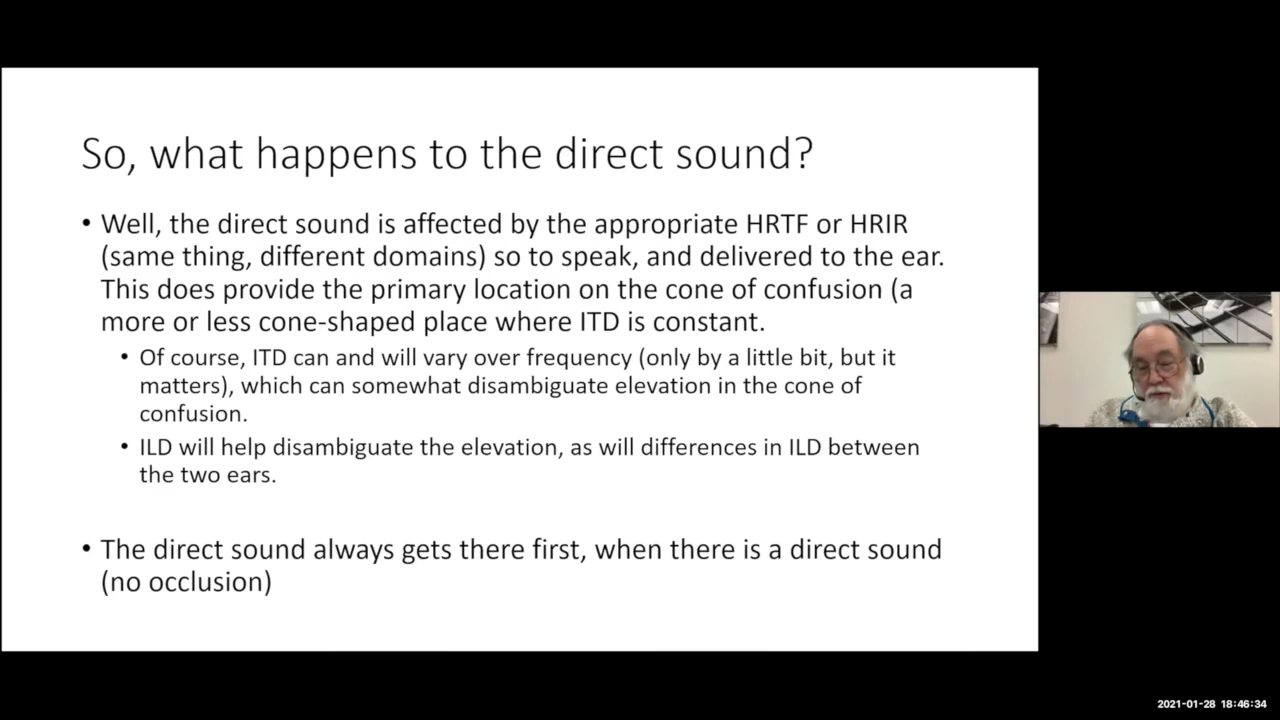 So, what happens to the direct sound?
• Well, the direct sound is affected by the appropriate HRTF or HRIR
(same thing, different domains) so to speak, and delivered to the ear.
This does provide the primary location on the cone of confusion (a
more or less cone-shaped place where ITD is constant.
• Of course, ITD can and will vary over frequency (only by a little bit, but it
matters), which can somewhat disambiguate elevation in the cone of
confusion.
• ILD will help disambiguate the elevation, as will differences in ILD between
the two ears.
• The direct sound always gets there first, when there is a direct sound
(no occlusion)
2021-01-28 18:46:34